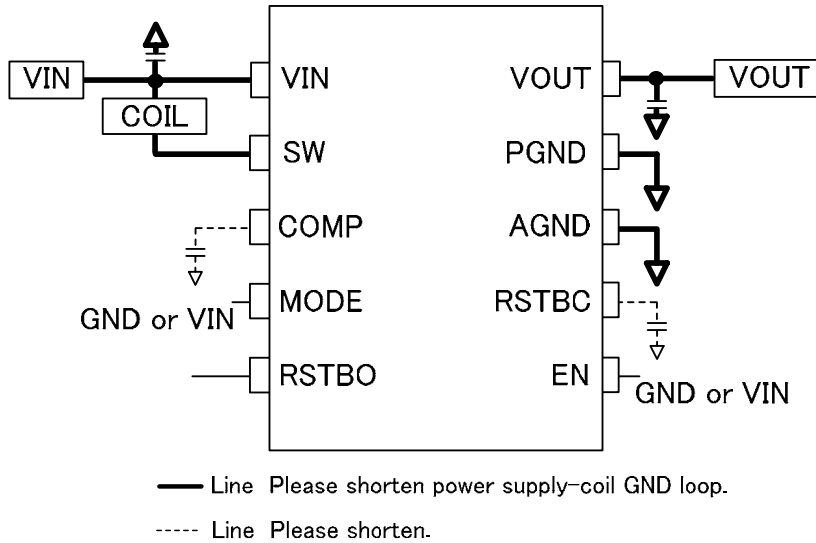 VIN
COIL
VIN
SW
COMP
MODE
RSTBO
GND or VIN
VOUT
PGND
AGND
RSTBC
EN
VOUT
GND or VIN
Line Please shorten power supply-coil GND loop.
Line Please shorten.